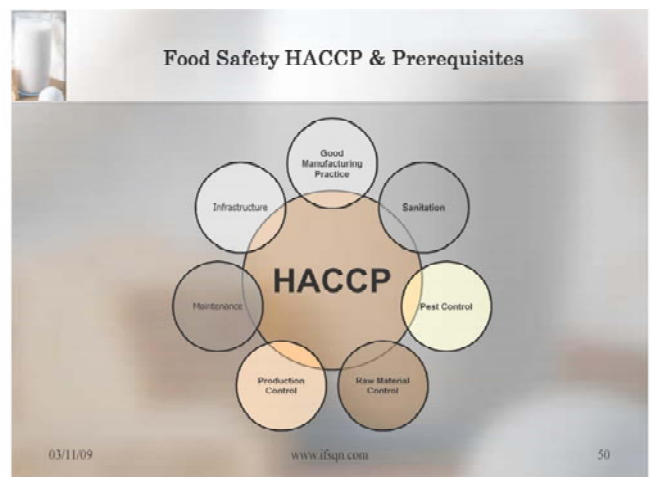 Food Safety HACCP & Prerequisites
Good
Manufacturing
Practice
Infrastructure
Sanitation
HACCP
Maintenance
Pest Control
Production
Control
Raw Material
Control
03/11/09
www.ifsqn.com
50